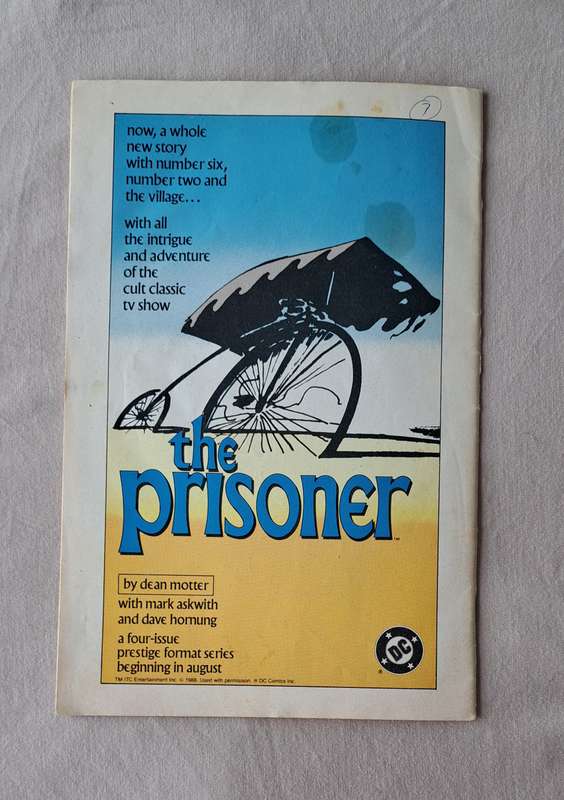 7
now, a whole
new story
with number six,
number two and
the village...
with all
the intrigue
and adventure
of the
cult classic
tv show
the
prisoner
TM
by dean motter
with mark askwith
and dave hornung
a four-issue
prestige format series
beginning in august
DC
®
TM ITC Entertainment Inc. © 1988. Used with permission. ® DC Comics Inc.